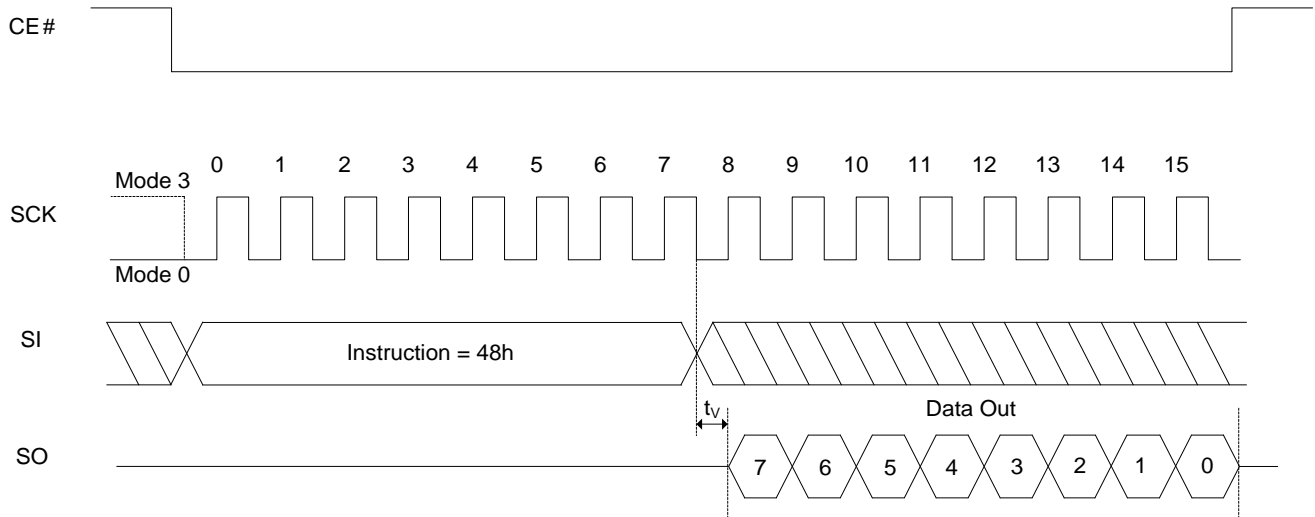 CE#
0 1 2 3 4 5 6 7 8 9 10 11 12 13 14 15
Mode 3
SCK
Mode 0
SI
Instruction = 48h
tV
Data Out
SO
7 6 5 4 3 2 1 0